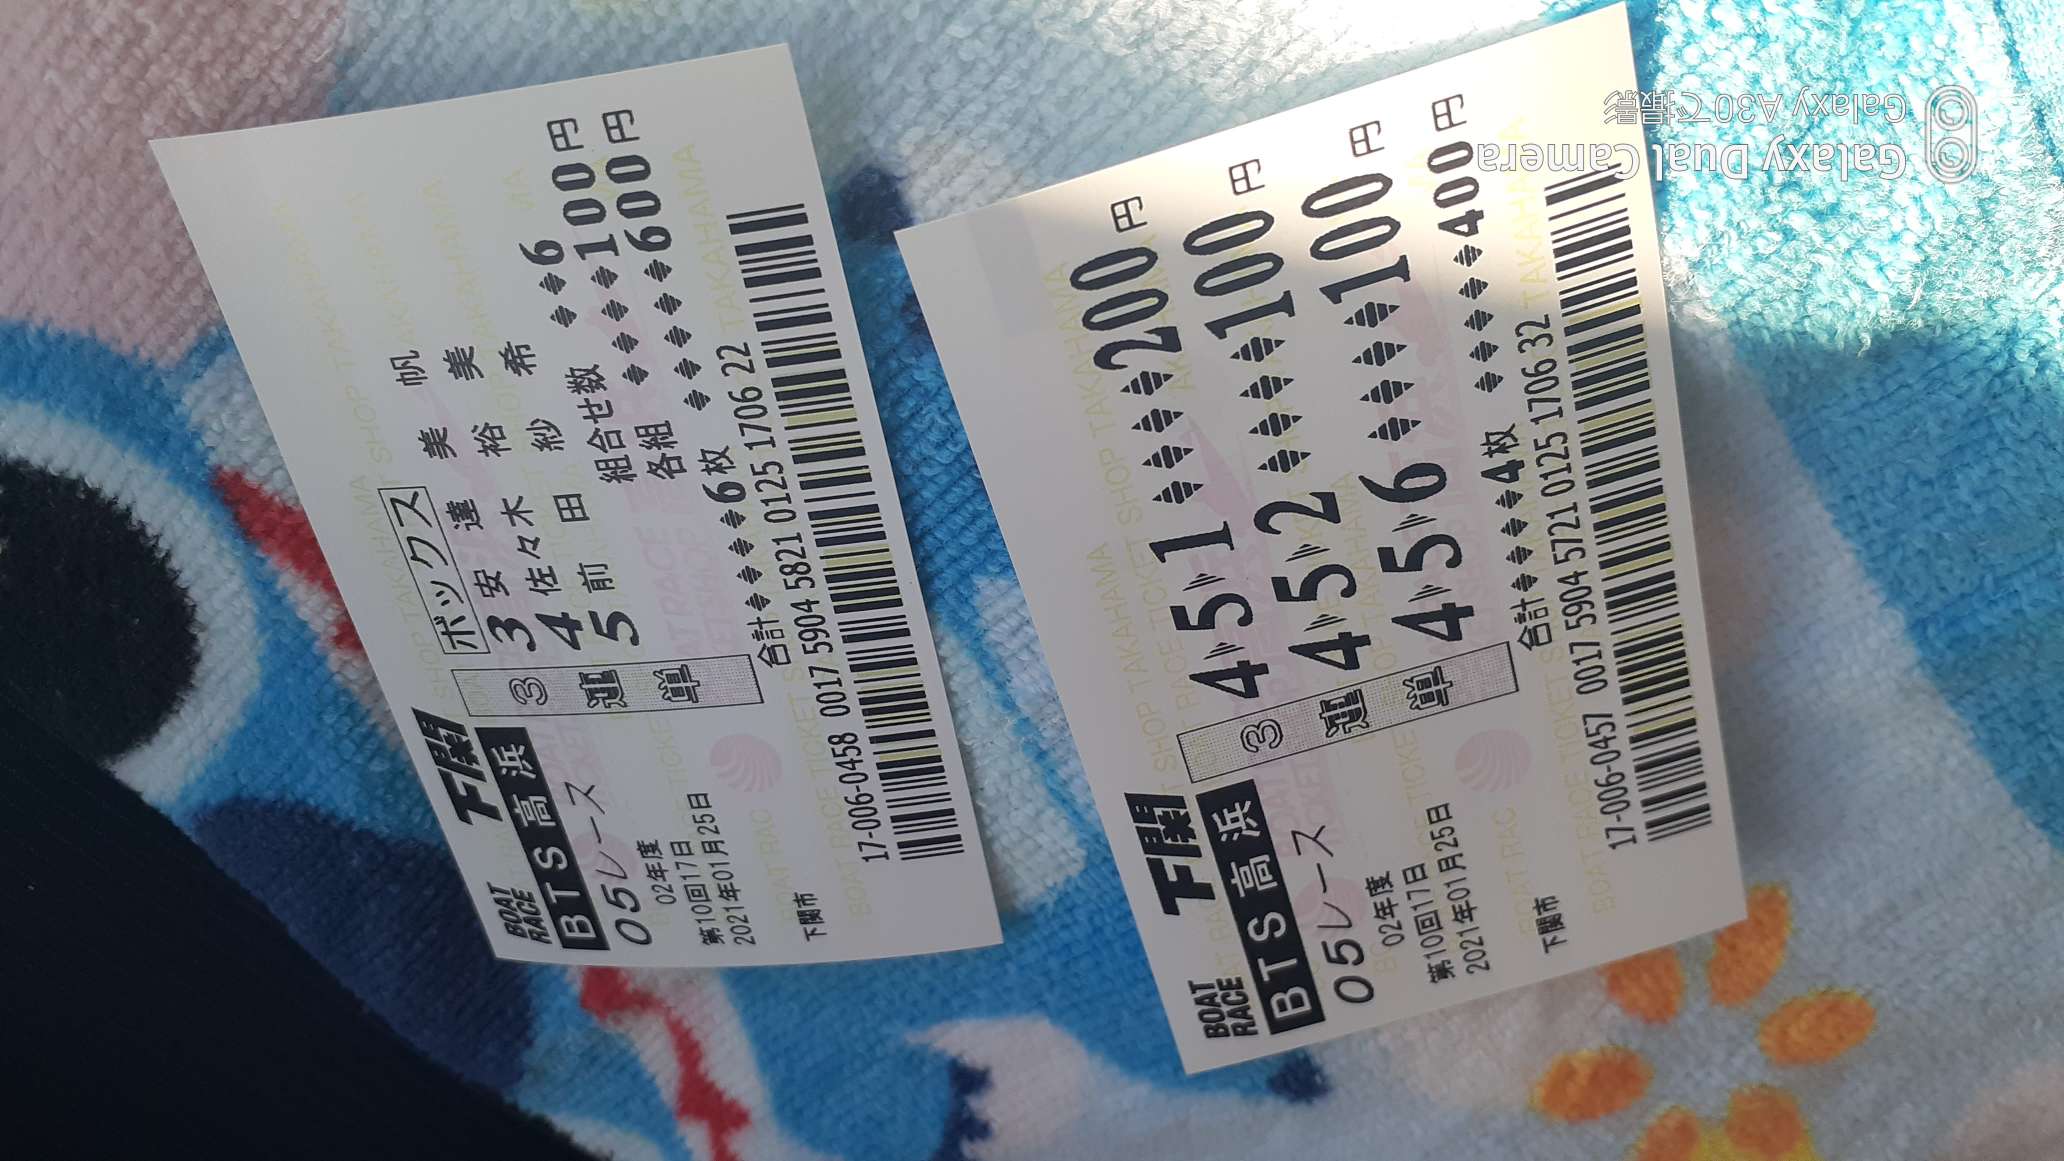 BOAT RACE 下関
BTS高浜
05レース
02年度
第10回17日
2021年01月25日
下関市
3連単
ボックス
3 安達 美帆
4 佐々木 裕美
5 前田 紗希
組合せ数 6
各組 100円
600円
合計 6枚
17-006-0458 0017 5904 5821 0125 1706 22
BOAT RACE 下関
BTS高浜
05レース
02年度
第10回17日
2021年01月25日
下関市
3連単
4 5 1 200円
4 5 2 100円
4 5 6 100円
合計 4枚 400円
17-006-0457 0017 5904 5721 0125 1706 32
Galaxy Dual Camera
Galaxy A30で撮影